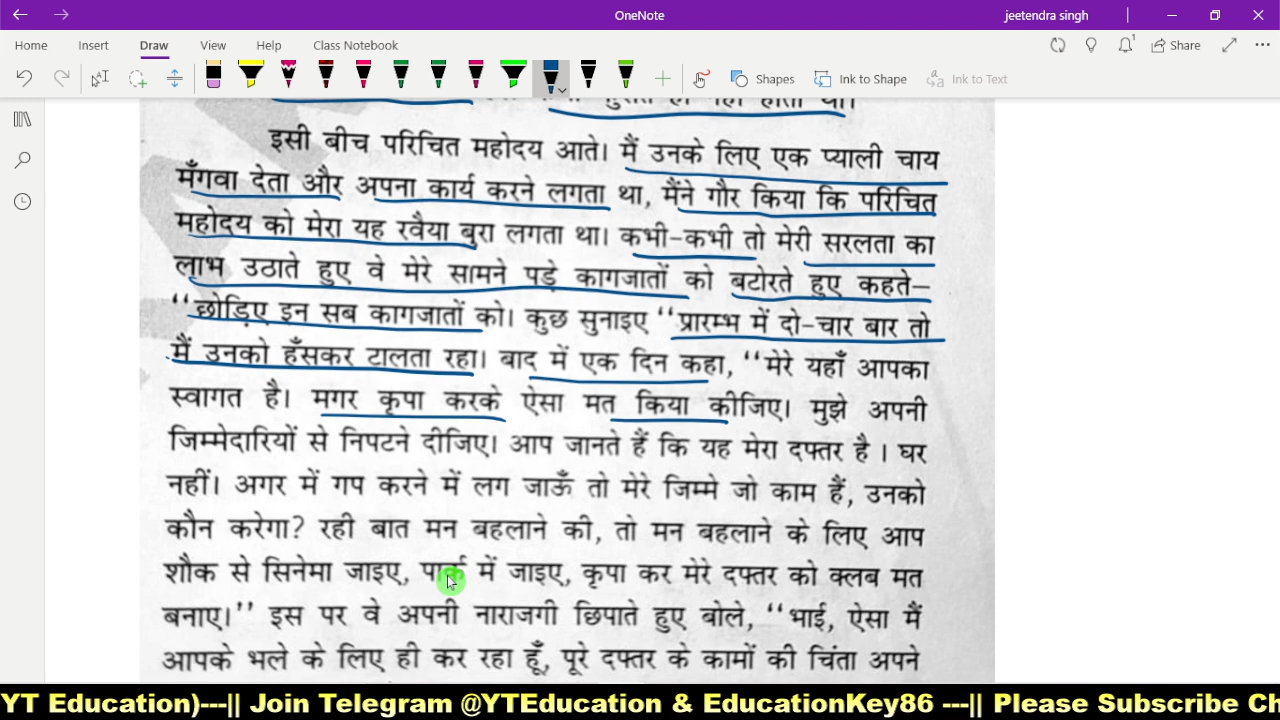 OneNote
jeetendra singh
Home Insert Draw View Help Class Notebook
Share
Shapes Ink to Shape Ink to Text
इसी बीच परिचित महोदय आते। मैं उनके लिए एक प्याली चाय
मँगवा देता और अपना कार्य करने लगता था, मैंने गौर किया कि परिचित
महोदय को मेरा यह रवैया बुरा लगता था। कभी-कभी तो मेरी सरलता का
लाभ उठाते हुए वे मेरे सामने पड़े कागजातों को बटोरते हुए कहते–
‘‘छोड़िए इन सब कागजातों को। कुछ सुनाइए ‘‘प्रारम्भ में दो-चार बार तो
मैं उनको हँसकर टालता रहा। बाद में एक दिन कहा, ‘‘मेरे यहाँ आपका
स्वागत है। मगर कृपा करके ऐसा मत किया कीजिए। मुझे अपनी
जिम्मेदारियों से निपटने दीजिए। आप जानते हैं कि यह मेरा दफ्तर है । घर
नहीं। अगर में गप करने में लग जाऊँ तो मेरे जिम्मे जो काम हैं, उनको
कौन करेगा? रही बात मन बहलाने की, तो मन बहलाने के लिए आप
शौक से सिनेमा जाइए, पार्क में जाइए, कृपा कर मेरे दफ्तर को क्लब मत
बनाए।’’ इस पर वे अपनी नाराजगी छिपाते हुए बोले, ‘‘भाई, ऐसा मैं
आपके भले के लिए ही कर रहा हूँ, पूरे दफ्तर के कामों की चिंता अपने
YT Education)---|| Join Telegram @YTEducation & EducationKey86 ---|| Please Subscribe Ch